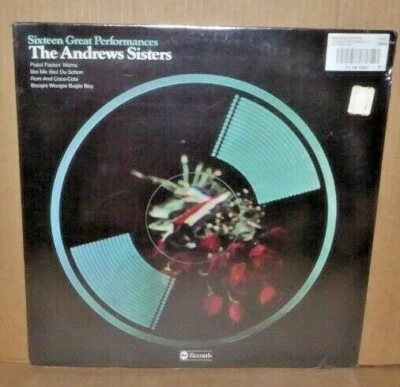 Sixteen Great Performances
The Andrews Sisters
Pistol Packin' Mama
Bei Mir Bist Du Schon
Rum And Coca-Cola
Boogie Woogie Bugle Boy
abc Records